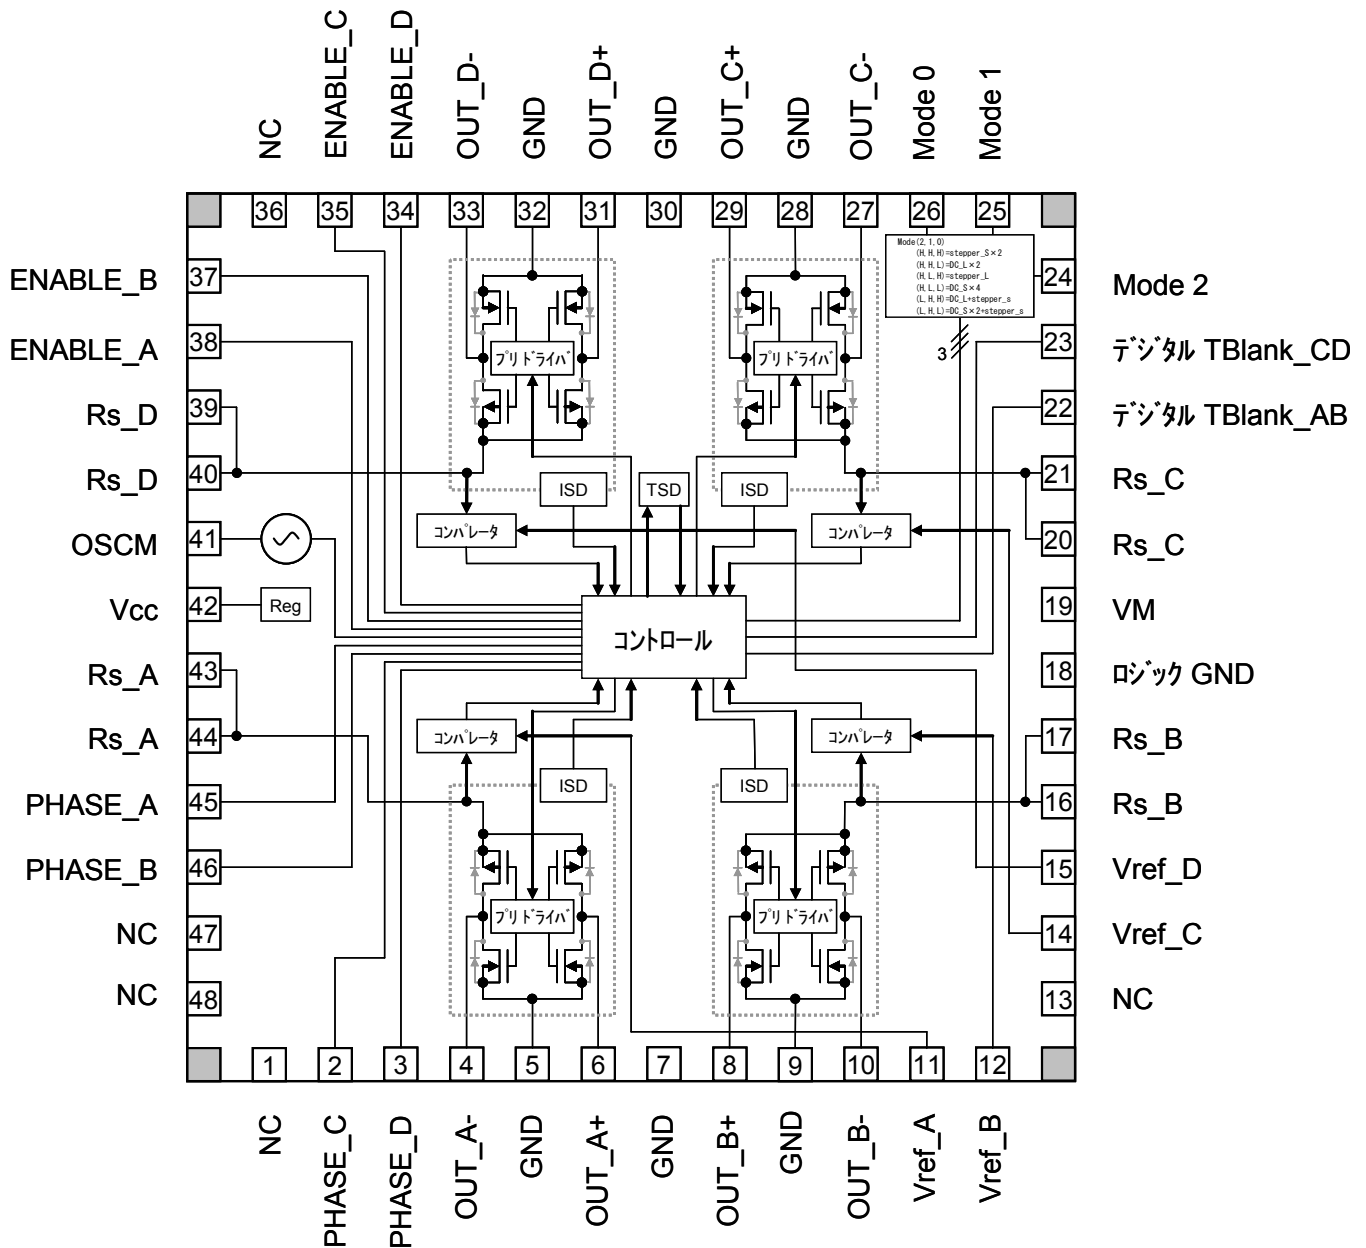 NC
ENABLE_C
ENABLE_D
OUT_D-
GND
OUT_D+
GND
OUT_C+
GND
OUT_C-
Mode 0
Mode 1
36
35
34
33
32
31
30
29
28
27
26
25
Mode(2, 1, 0)
(H, H, H)=stepper_S×2
(H, H, L)=DC_L×2
(H, L, H)=stepper_L
(H, L, L)=DC_S×4
(L, H, H)=DC_L+stepper_s
(L, H, L)=DC_S×2+stepper_s
3
ENABLE_B
37
ENABLE_A
38
Rs_D
39
Rs_D
40
OSCM
41
Vcc
42
Reg
Rs_A
43
Rs_A
44
PHASE_A
45
PHASE_B
46
NC
47
NC
48
24
Mode 2
23
ﾃﾞｼﾞﾀﾙ TBlank_CD
22
ﾃﾞｼﾞﾀﾙ TBlank_AB
21
Rs_C
20
Rs_C
19
VM
18
ﾛｼﾞｯｸ GND
17
Rs_B
16
Rs_B
15
Vref_D
14
Vref_C
13
NC
ﾌﾟﾘﾄﾞﾗｲﾊﾞ
ﾌﾟﾘﾄﾞﾗｲﾊﾞ
ISD
TSD
ISD
ｺﾝﾊﾟﾚｰﾀ
ｺﾝﾊﾟﾚｰﾀ
コントロール
ｺﾝﾊﾟﾚｰﾀ
ｺﾝﾊﾟﾚｰﾀ
ISD
ISD
ﾌﾟﾘﾄﾞﾗｲﾊﾞ
ﾌﾟﾘﾄﾞﾗｲﾊﾞ
1
2
3
4
5
6
7
8
9
10
11
12
NC
PHASE_C
PHASE_D
OUT_A-
GND
OUT_A+
GND
OUT_B+
GND
OUT_B-
Vref_A
Vref_B